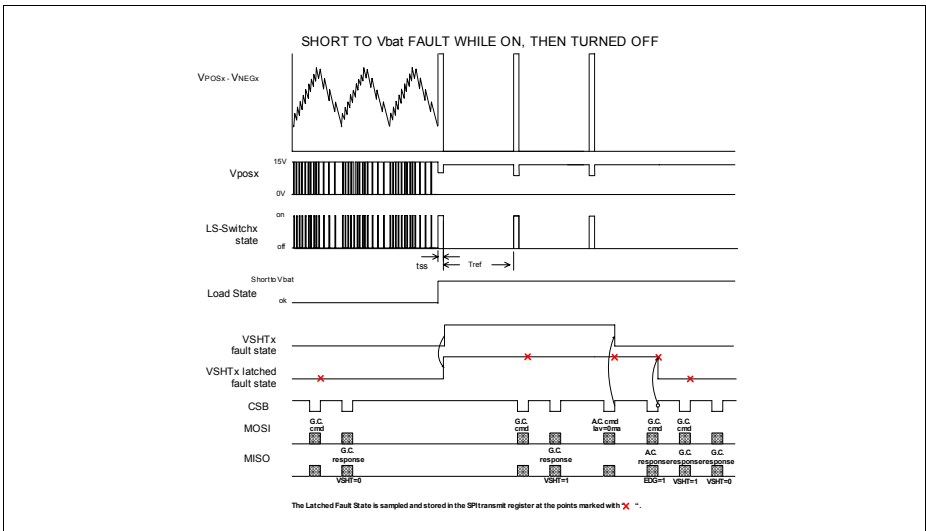 SHORT TO Vbat FAULT WHILE ON, THEN TURNED OFF
VPOSx - VNEGx
15V
Vposx
0V
on
LS-Switchx
state
off
tss
Tref
Short to Vbat
Load State
ok
VSHTx
fault state
VSHTx latched
fault state
CSB
G.C. cmd
G.C. cmd
A.C. cmd Iav=0ma
G.C. cmd
G.C. cmd
MOSI
G.C. response
G.C. response
A.C. response
G.C. response
G.C. response
MISO
VSHT=0
VSHT=1
EDG=1
VSHT=1
VSHT=0
The Latched Fault State is sampled and stored in the SPI transmit register at the points marked with "X ".